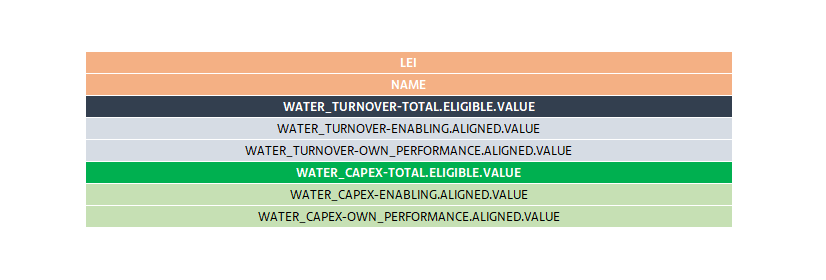 LEI
NAME
WATER_TURNOVER-TOTAL.ELIGIBLE.VALUE
WATER_TURNOVER-ENABLING.ALIGNED.VALUE
WATER_TURNOVER-OWN_PERFORMANCE.ALIGNED.VALUE
WATER_CAPEX-TOTAL.ELIGIBLE.VALUE
WATER_CAPEX-ENABLING.ALIGNED.VALUE
WATER_CAPEX-OWN_PERFORMANCE.ALIGNED.VALUE